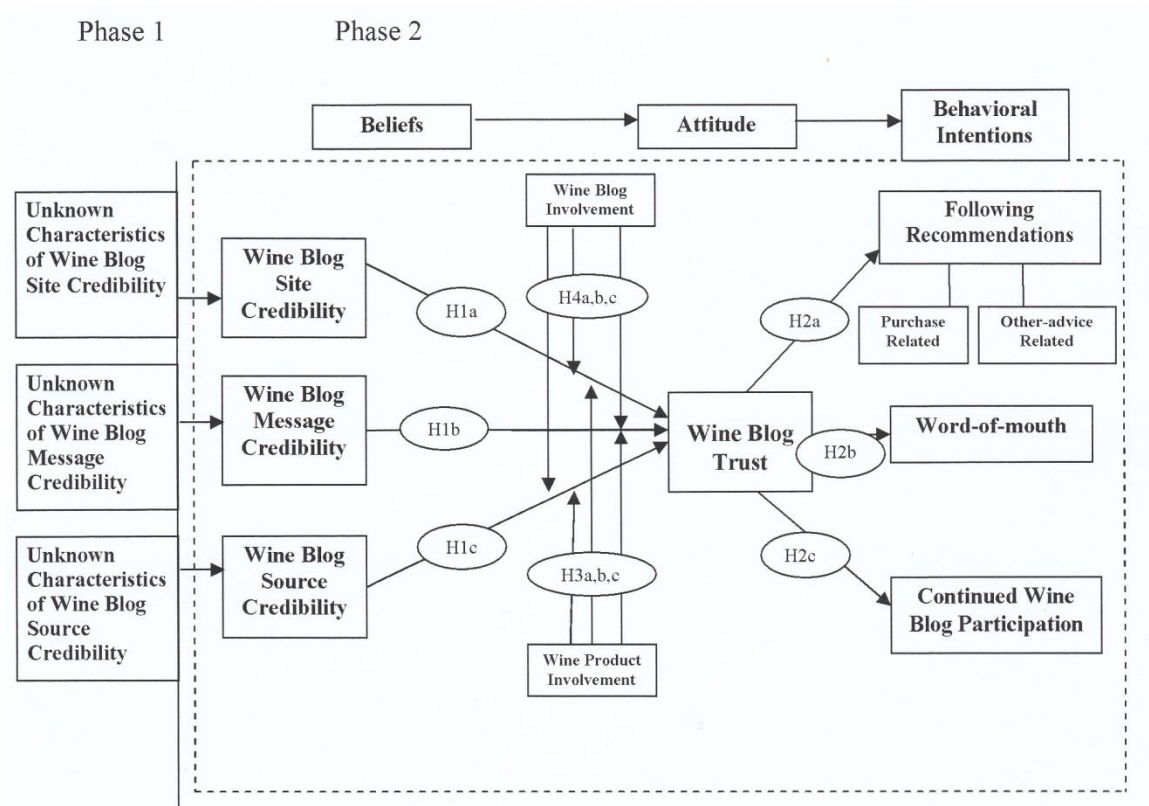 Phase 1
Phase 2
Beliefs
Attitude
Behavioral
Intentions
Unknown
Characteristics
of Wine Blog
Site Credibility
Wine Blog
Site
Credibility
H1a
Wine Blog
Involvement
H4a,b,c
Following
Recommendations
H2a
Purchase
Related
Other-advice
Related
Unknown
Characteristics
of Wine Blog
Message
Credibility
Wine Blog
Message
Credibility
H1b
Wine Blog
Trust
H2b
Word-of-mouth
Unknown
Characteristics
of Wine Blog
Source
Credibility
Wine Blog
Source
Credibility
H1c
H3a,b,c
Wine Product
Involvement
H2c
Continued Wine
Blog Participation